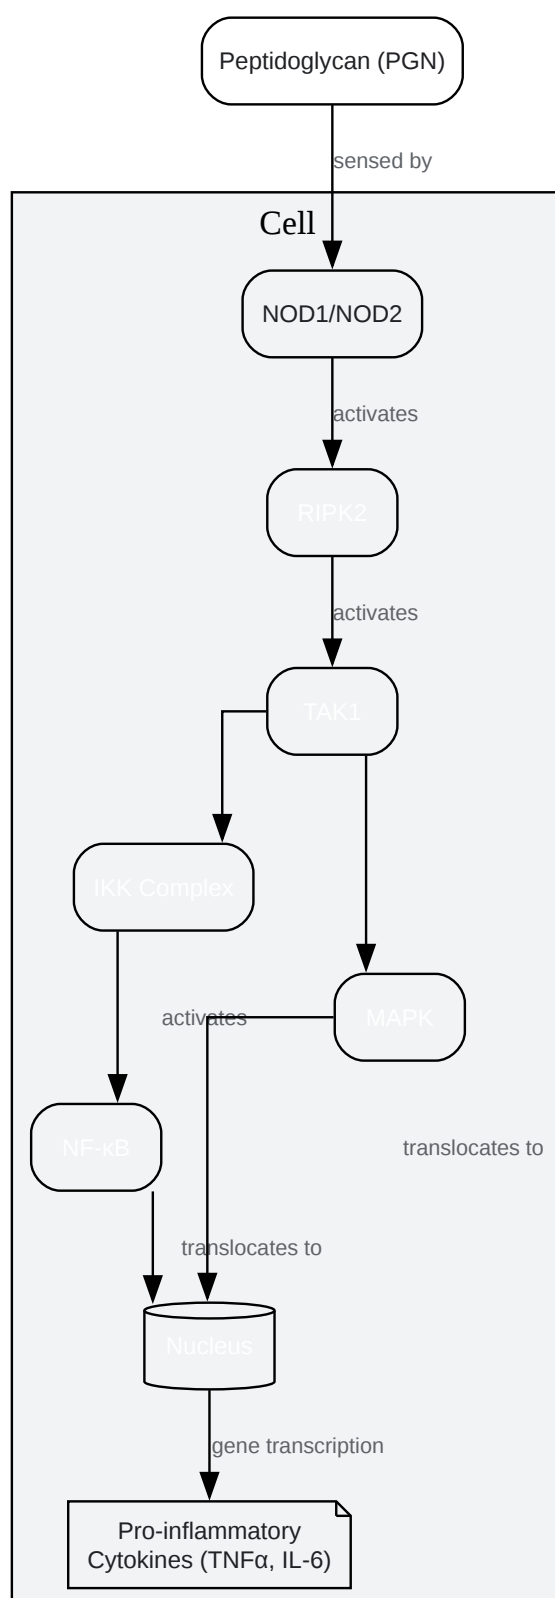 Peptidoglycan (PGN)
sensed by
Cell
NOD1/NOD2
activates
RIPK2
activates
TAK1
IKK Complex
activates
MAPK
NF-κB
translocates to
translocates to
Nucleus
gene transcription
Pro-inflammatory
Cytokines (TNFα, IL-6)